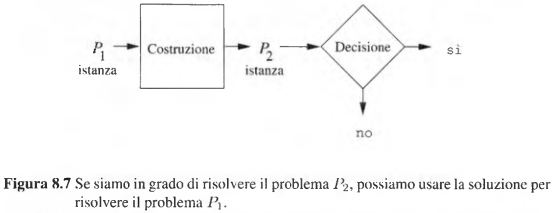 P1 Costruzione P2 Decisione sì
istanza istanza
no
Figura 8.7 Se siamo in grado di risolvere il problema P2, possiamo usare la soluzione per
risolvere il problema P1.